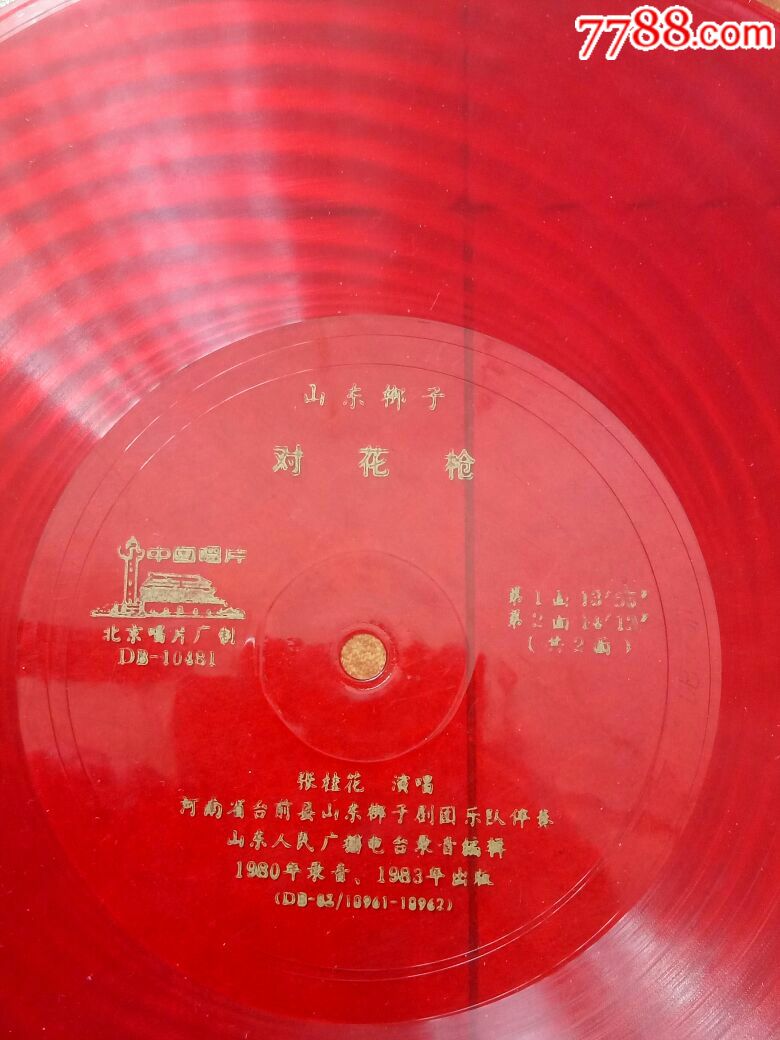 7788.com
山东梆子
对花枪
中国唱片
北京唱片厂制
DB-10481
第1面 13′55″
第2面 14′13″
(共2面)
张桂花 演唱
河南省台前县山东梆子剧团乐队伴奏
山东人民广播电台录音编辑
1980年录音、1983年出版
(DB-83/18961-18962)